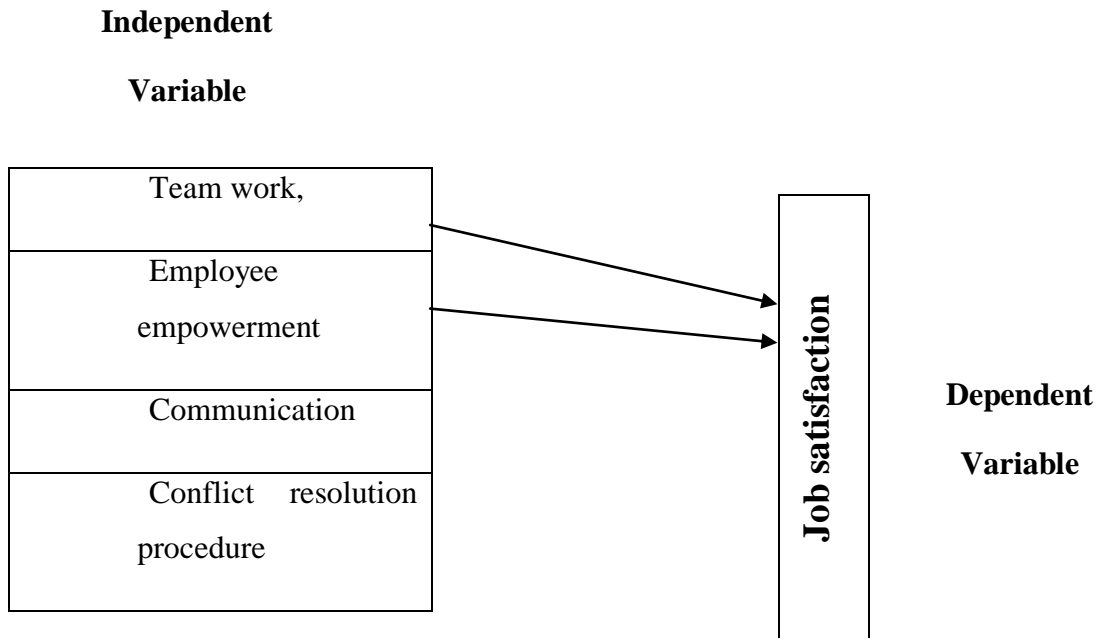 Independent
Variable
Team work,
Employee
empowerment
Communication
Conflict resolution
procedure
Job satisfaction
Dependent
Variable